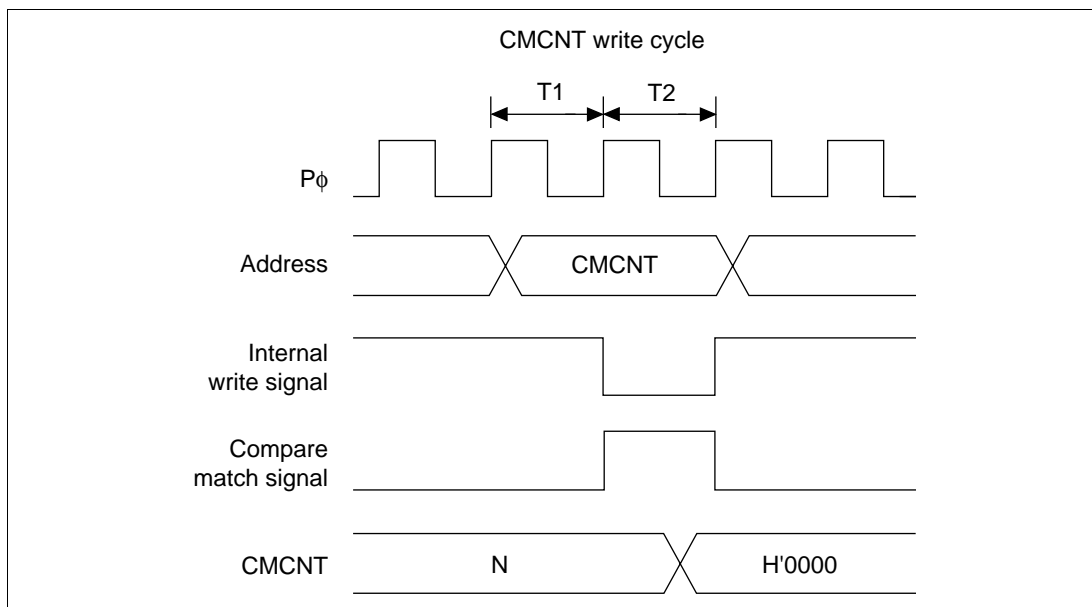 CMCNT write cycle
T1
T2
Pϕ
Address
CMCNT
Internal
write signal
Compare
match signal
CMCNT
N
H'0000